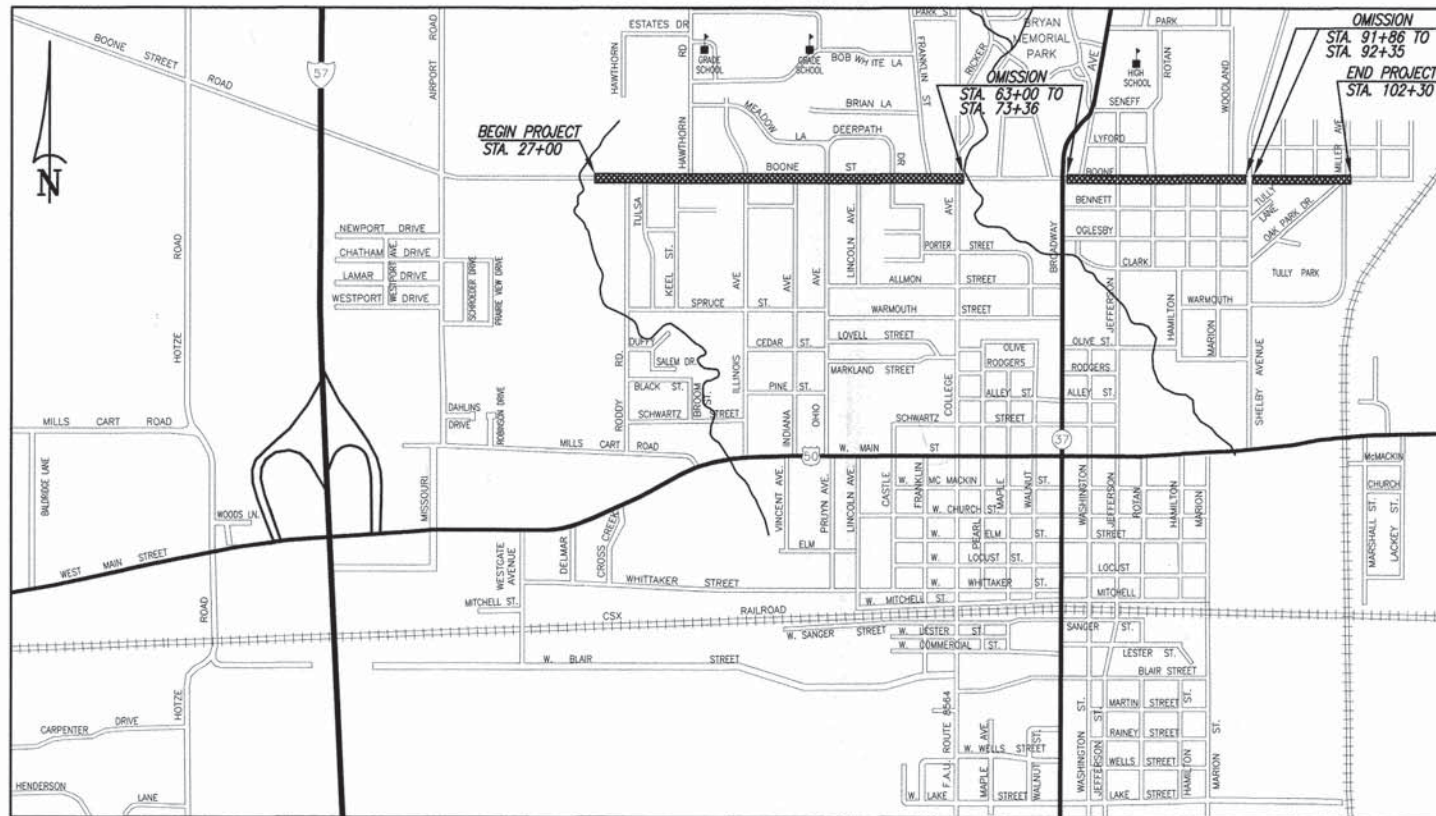 BOONE STREET ROAD
57
AIRPORT ROAD
ESTATES DR
HAWTHORN
RD
GRADE
SCHOOL
GRADE
SCHOOL
BOB WHITE LA
PARK ST.
FRANKLIN ST
RICKER
BRYAN
MEMORIAL
PARK
AVE
PARK
HIGH
SCHOOL
ROTAN
WOODLAND
OMISSION
STA. 91+86 TO
STA. 92+35
END PROJECT
STA. 102+30
OMISSION
STA. 63+00 TO
STA. 73+36
BRIAN LA
SENEFF
MEADOW LA
DEERPATH DR
LYFORD
MILLER AVE
BEGIN PROJECT
STA. 27+00
HAWTHORN
BOONE ST
BOONE
N
TULSA
KEEL ST.
LINCOLN AVE.
AVE
BENNETT
TULLY LANE
OAK PARK DR.
NEWPORT DRIVE
CHATHAM DRIVE
LAMAR DRIVE
WESTPORT DRIVE
WESTPORT AVE.
SCHROEDER DRIVE
PRAIRIE VIEW DRIVE
PORTER STREET
BROADWAY
OGLESBY
CLARK
TULLY PARK
HOTZE ROAD
SPRUCE ST.
AVE
AVE
AVE
ALLMON STREET
WARMOUTH STREET
JEFFERSON
HAMILTON
WARMOUTH
MARION
DUFFY
SALEM DR.
CEDAR ST.
LOVELL STREET
MARKLAND STREET
OLIVE
RODGERS
OLIVE ST.
RODGERS
SHELBY AVENUE
RODDY RD.
BLACK ST.
BROOM ST.
ILLINOIS
PINE ST.
COLLEGE
ALLEY ST.
ALLEY ST.
MILLS CART ROAD
DAHLINS
DRIVE
ROBINSON DRIVE
SCHWARTZ STREET
INDIANA
OHIO
SCHWARTZ STREET
MILLS CART ROAD
50
W. MAIN ST
37
BALDRIDGE LANE
MISSOURI
VINCENT AVE.
PRUYN AVE.
LINCOLN AVE.
CASTLE
FRANKLIN
W. MC MACKIN ST.
MAPLE
WALNUT
WASHINGTON
JEFFERSON
ROTAN
HAMILTON
MARION
McMACKIN
CHURCH
MARSHALL ST.
LACKEY ST.
WOODS LN.
W. CHURCH ST.
PEARL
W. ELM ST.
STREET
WEST MAIN STREET
WESTGATE
AVENUE
DELMAR
CROSS CREEK
ELM
W. LOCUST ST.
LOCUST
WHITTAKER STREET
W. WHITTAKER ST.
MITCHELL ST.
W. MITCHELL ST.
MITCHELL
ROAD
CSX RAILROAD
W. SANGER STREET
W. LESTER ST.
W. COMMERCIAL ST.
SANGER ST.
LESTER ST.
W. BLAIR STREET
BLAIR STREET
HOTZE
CARPENTER DRIVE
F.A.U. ROUTE 8564
MAPLE AVE.
WALNUT ST.
W. WELLS STREET
WASHINGTON ST.
JEFFERSON ST.
MARTIN STREET
RAINEY STREET
WELLS STREET
HAMILTON ST.
MARION ST.
HENDERSON LANE
W. LAKE STREET
LAKE STREET